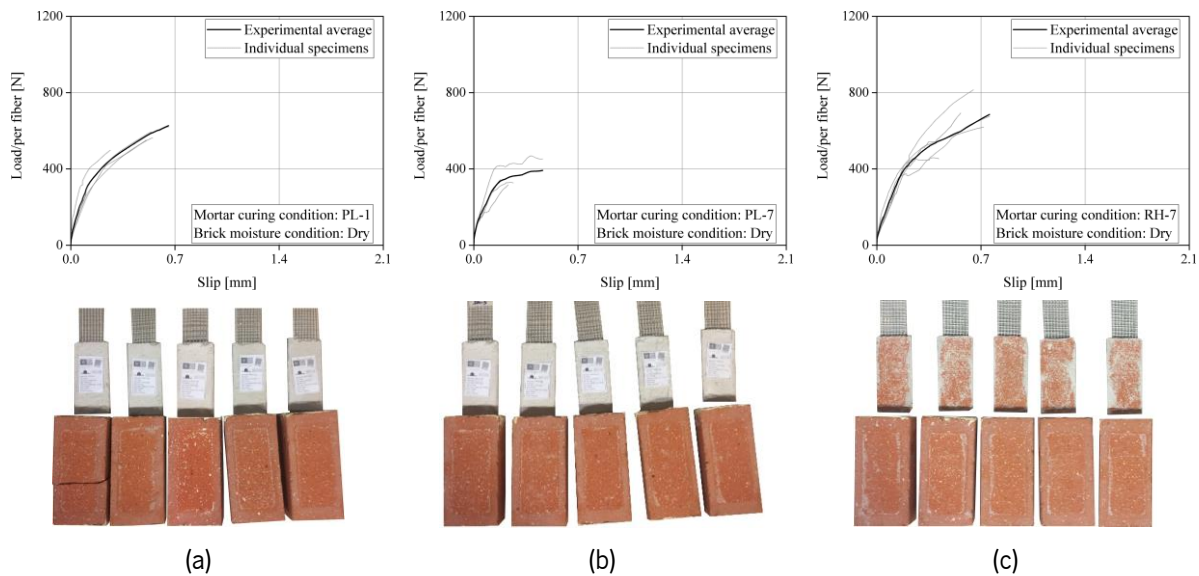 1200
800
400
0
Load/per fiber [N]
Experimental average
Individual specimens
Mortar curing condition: PL-1
Brick moisture condition: Dry
0.0 0.7 1.4 2.1
Slip [mm]
1200
800
400
0
Load/per fiber [N]
Experimental average
Individual specimens
Mortar curing condition: PL-7
Brick moisture condition: Dry
0.0 0.7 1.4 2.1
Slip [mm]
1200
800
400
0
Load/per fiber [N]
Experimental average
Individual specimens
Mortar curing condition: RH-7
Brick moisture condition: Dry
0.0 0.7 1.4 2.1
Slip [mm]
(a)
(b)
(c)